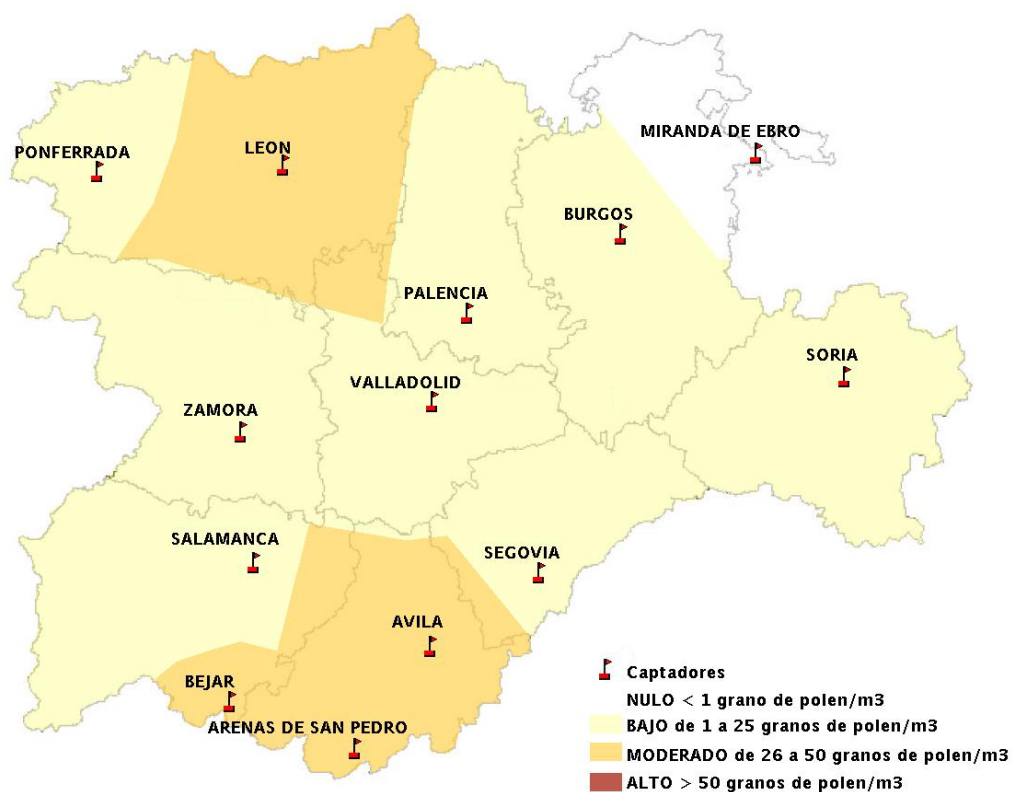 MIRANDA DE EBRO
LEON
PONFERRADA
BURGOS
PALENCIA
SORIA
VALLADOLID
ZAMORA
SALAMANCA
SEGOVIA
AVILA
BEJAR
ARENAS DE SAN PEDRO
Captadores
NULO < 1 grano de polen/m3
BAJO de 1 a 25 granos de polen/m3
MODERADO de 26 a 50 granos de polen/m3
ALTO > 50 granos de polen/m3